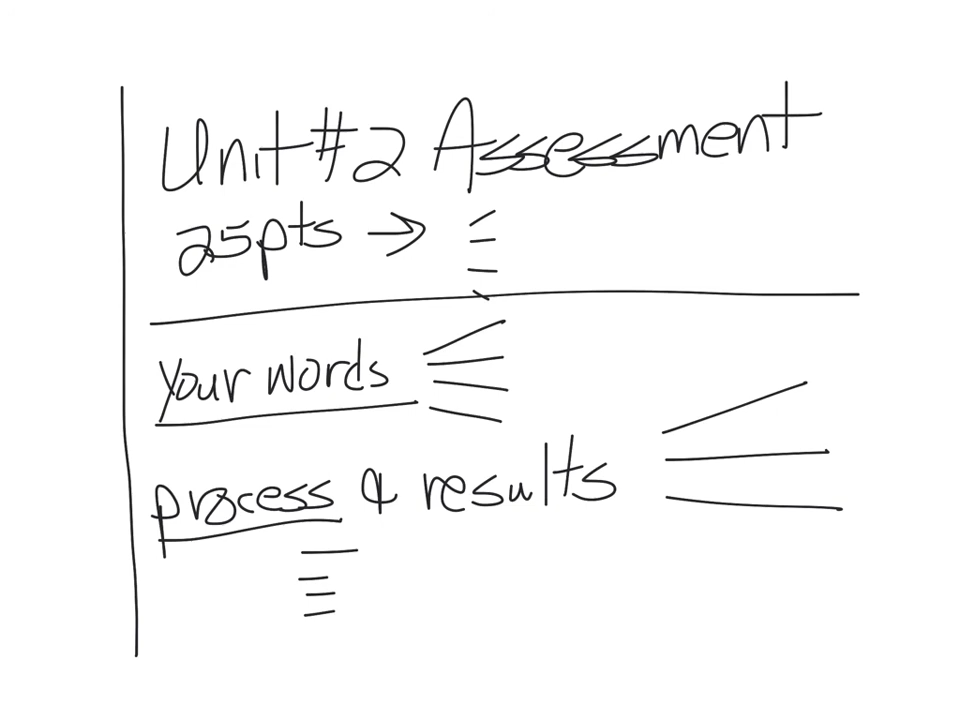 Unit #2 Assessment
25pts →
your words
process & results